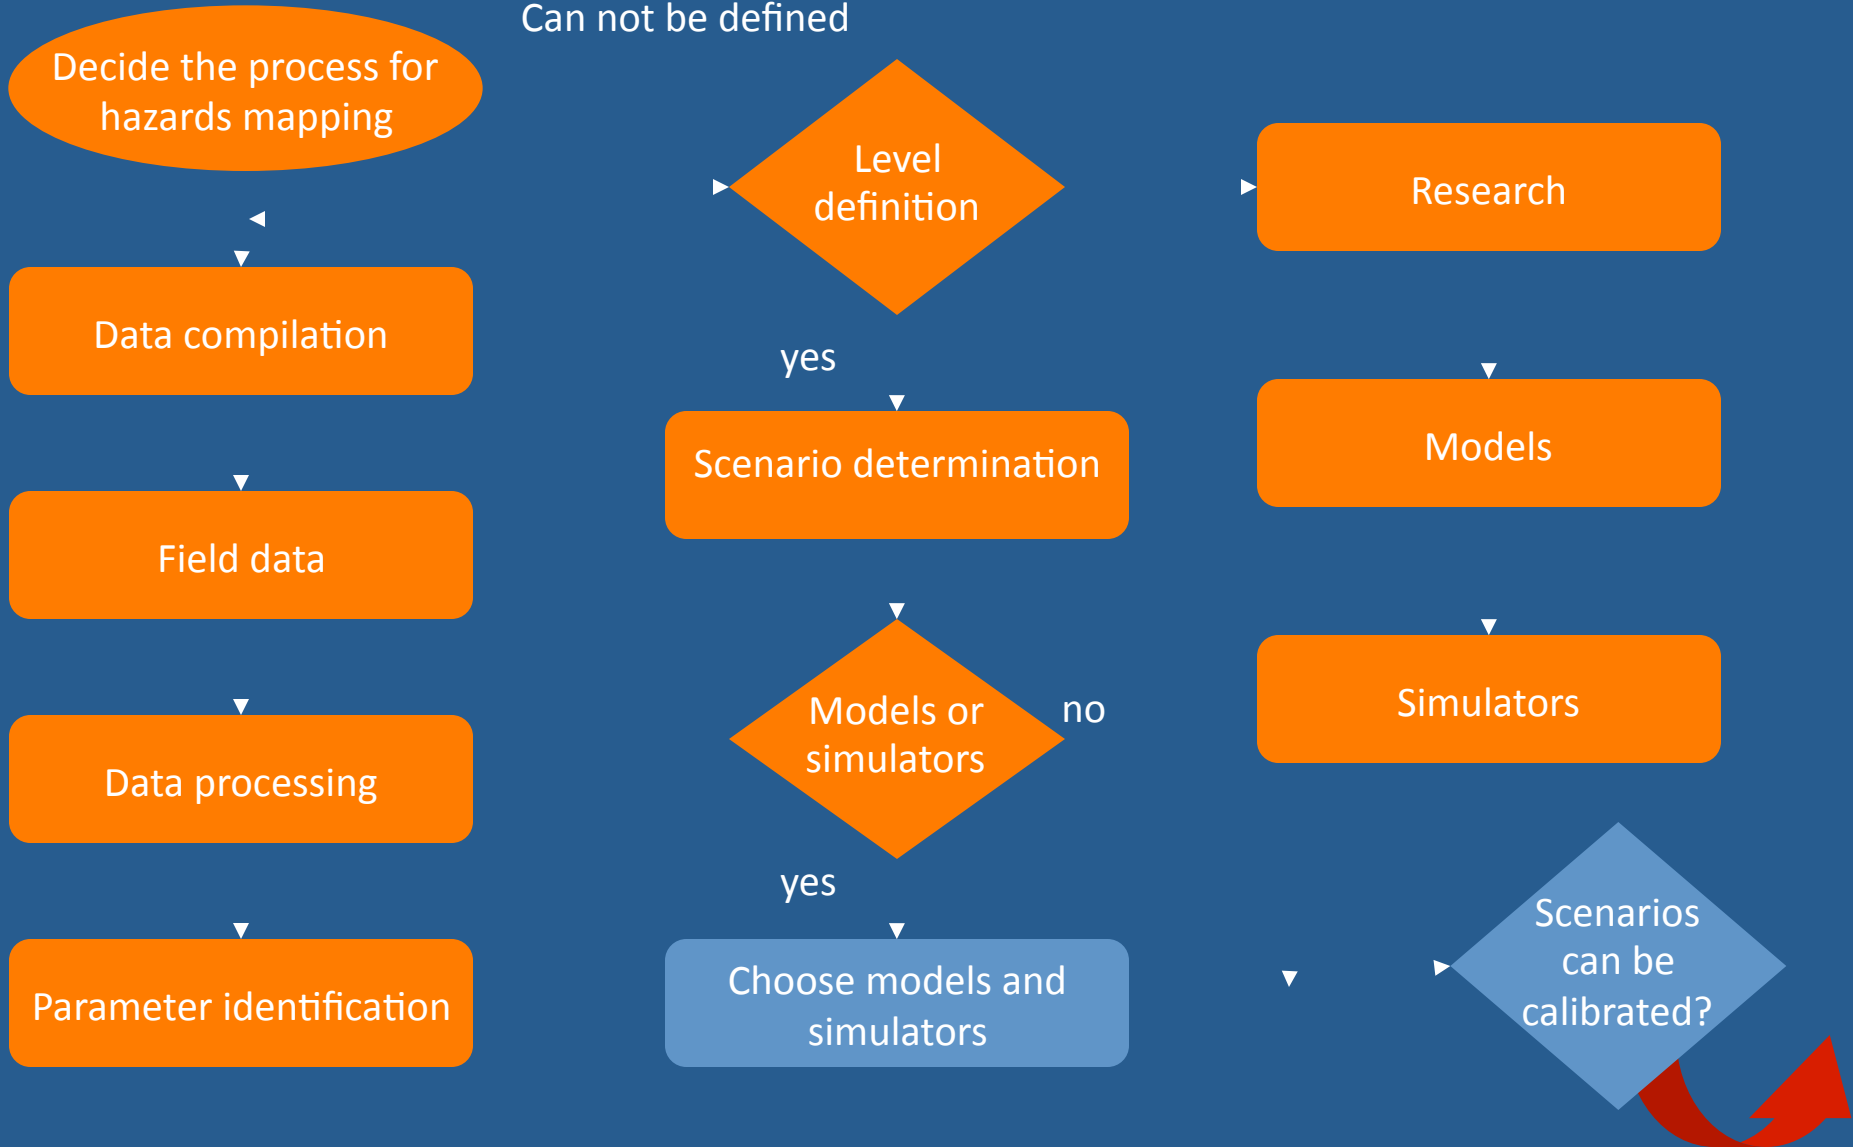 Can not be defined
Decide the process for
hazards mapping
Data compilation
Field data
Data processing
Parameter identification
Level
definition
yes
Scenario determination
Models or
simulators
no
yes
Choose models and
simulators
Research
Models
Simulators
Scenarios
can be
calibrated?